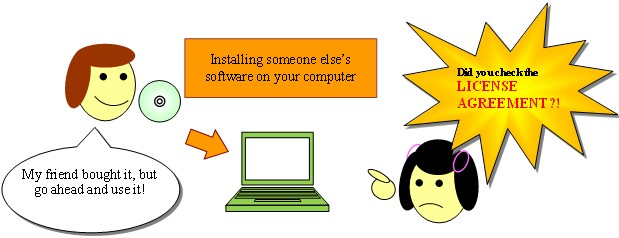 Installing someone else's
software on your computer
Did you check the
LICENSE
AGREEMENT?!
My friend bought it, but
go ahead and use it!